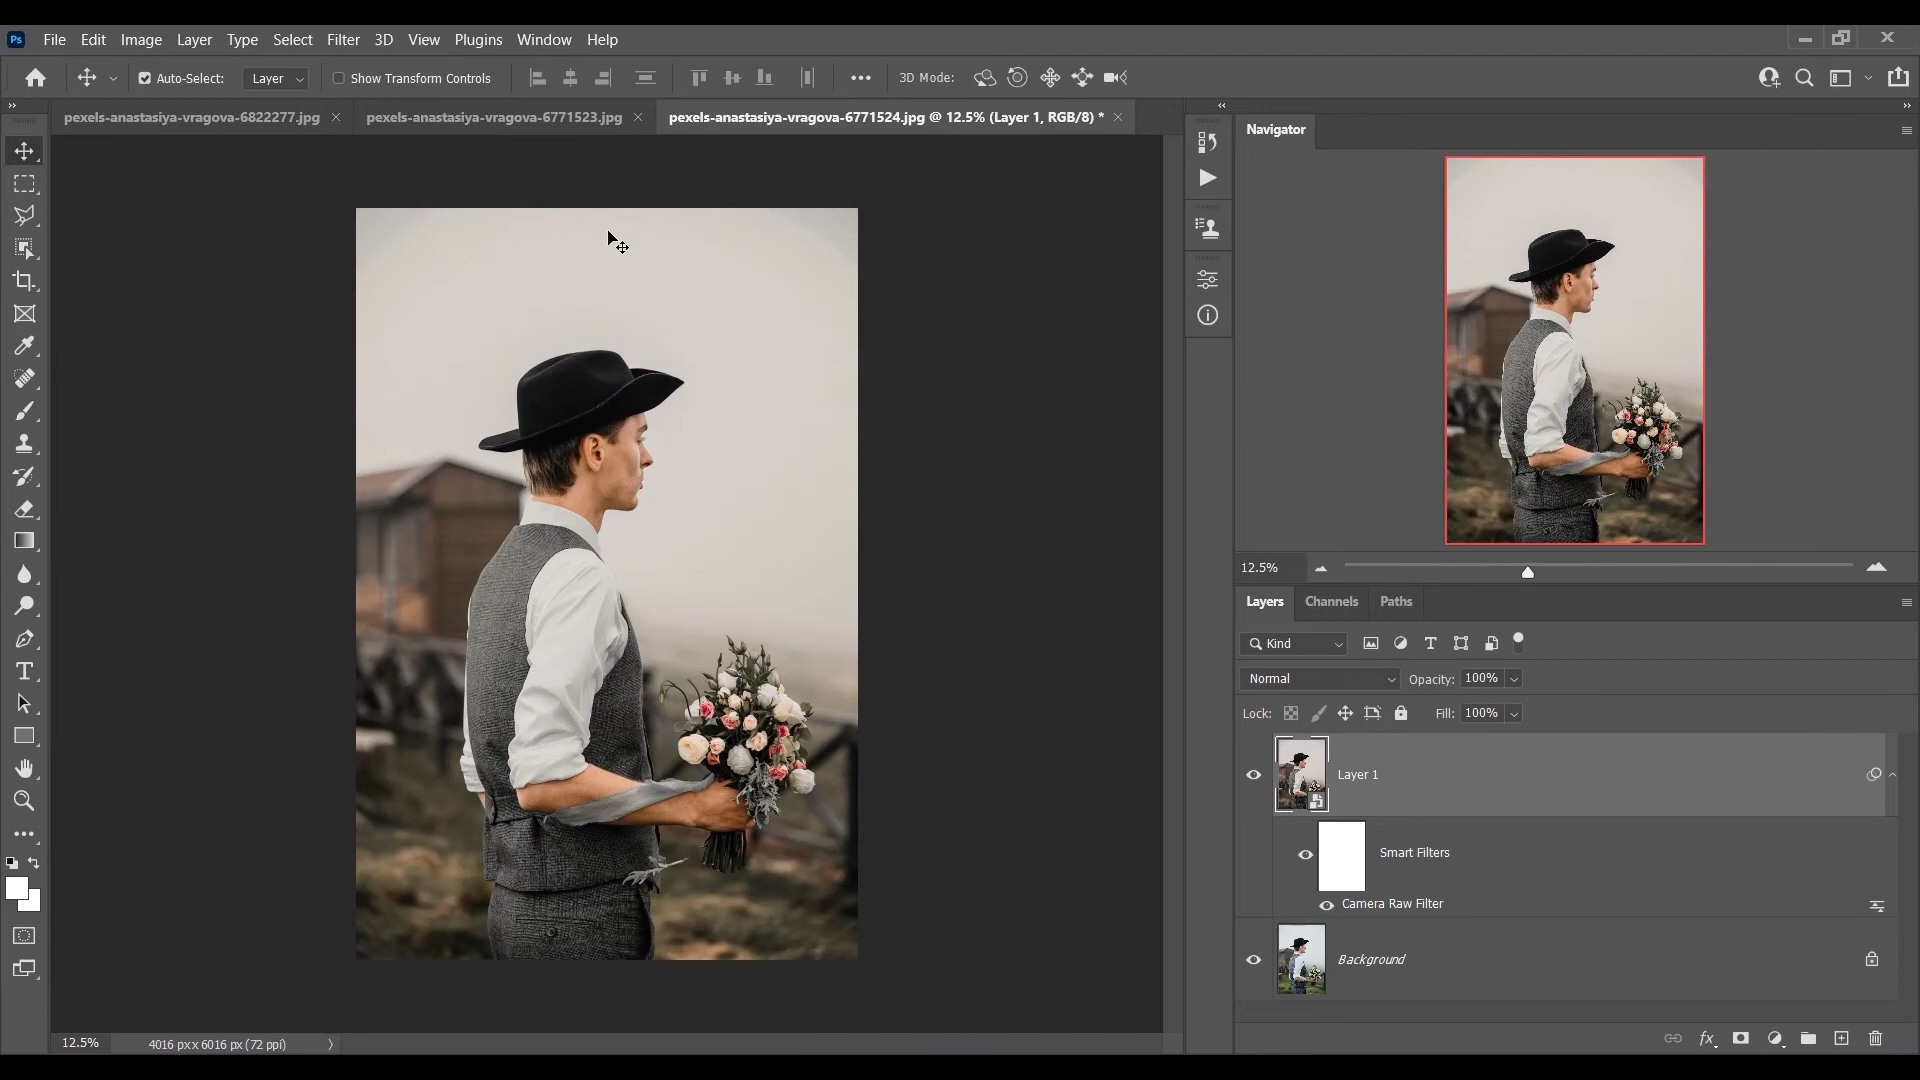 Ps File Edit Image Layer Type Select Filter 3D View Plugins Window Help
Auto-Select: Layer Show Transform Controls 3D Mode:
pexels-anastasiya-vragova-6822277.jpg pexels-anastasiya-vragova-6771523.jpg pexels-anastasiya-vragova-6771524.jpg @ 12.5% (Layer 1, RGB/8) *
Navigator
12.5%
Layers Channels Paths
Kind
Normal Opacity: 100%
Lock: Fill: 100%
Layer 1
Smart Filters
Camera Raw Filter
Background
fx
12.5% 4016 px x 6016 px (72 ppi)